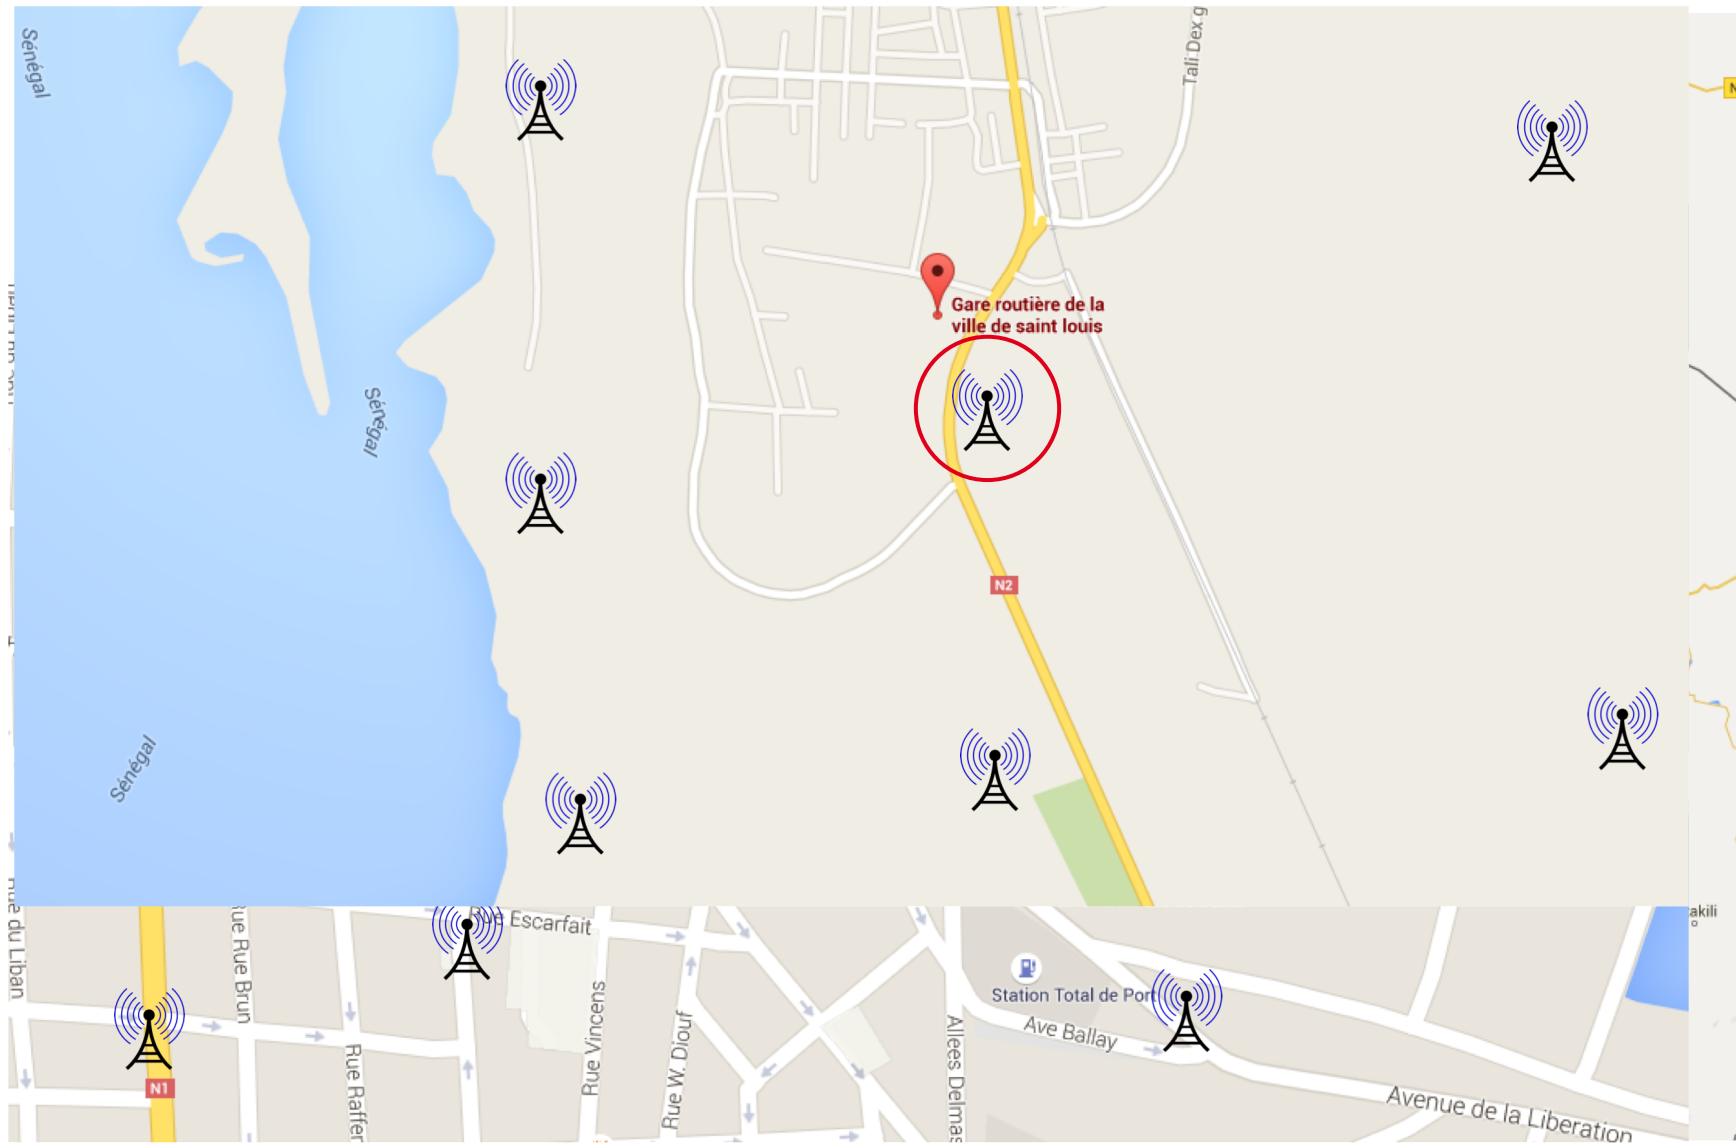 Sénégal
Tali Dex g
Gare routière de la
ville de saint louis
Sénégal
N2
Sénégal
akili
Rue Escarfait
Rue du Liban
Rue Brun
Station Total de Port
Ave Ballay
Rue Vincens
Rue W. Diouf
Allees Delmas
Rue Raffen
N1
Avenue de la Liberation